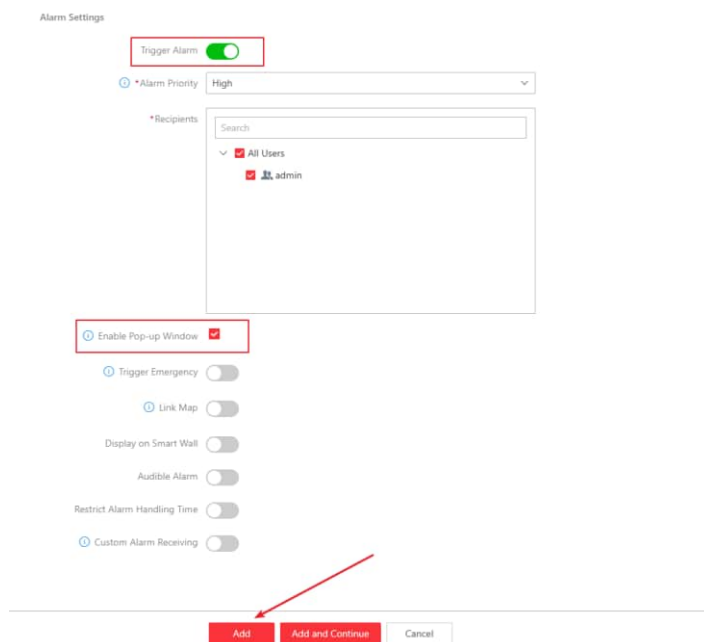 Alarm Settings
Trigger Alarm
*Alarm Priority High
*Recipients
Search
All Users
admin
Enable Pop-up Window
Trigger Emergency
Link Map
Display on Smart Wall
Audible Alarm
Restrict Alarm Handling Time
Custom Alarm Receiving
Add Add and Continue Cancel